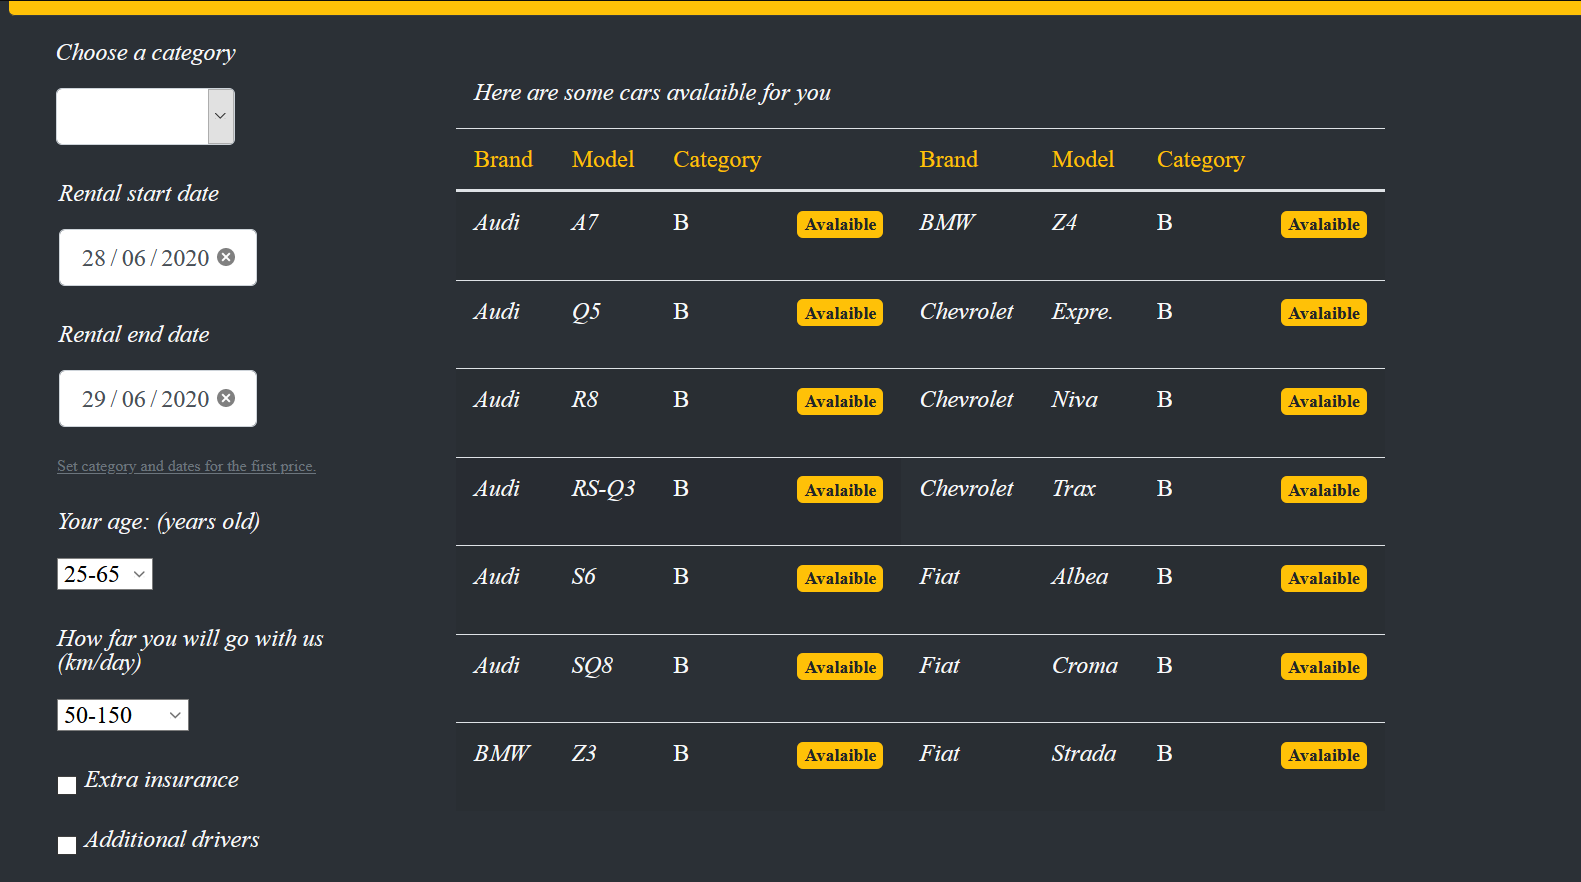 Choose a category
Rental start date
28 / 06 / 2020
Rental end date
29 / 06 / 2020
Set category and dates for the first price.
Your age: (years old)
25-65
How far you will go with us
(km/day)
50-150
Extra insurance
Additional drivers
Here are some cars avalaible for you
Brand Model Category Brand Model Category
Audi A7 B Avalaible BMW Z4 B Avalaible
Audi Q5 B Avalaible Chevrolet Expre. B Avalaible
Audi R8 B Avalaible Chevrolet Niva B Avalaible
Audi RS-Q3 B Avalaible Chevrolet Trax B Avalaible
Audi S6 B Avalaible Fiat Albea B Avalaible
Audi SQ8 B Avalaible Fiat Croma B Avalaible
BMW Z3 B Avalaible Fiat Strada B Avalaible